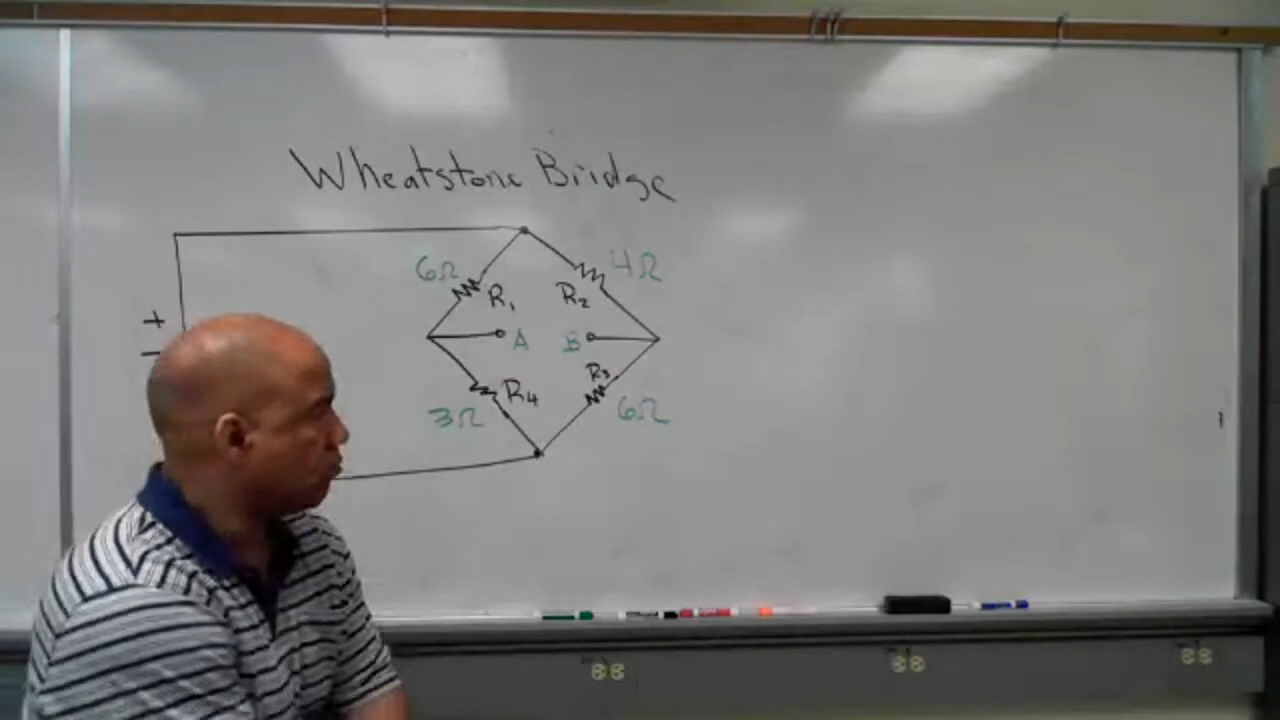 Wheatstone Bridge
6Ω 4Ω
R₁ R₂
+
A B
−
R₄ R₃
3Ω 6Ω